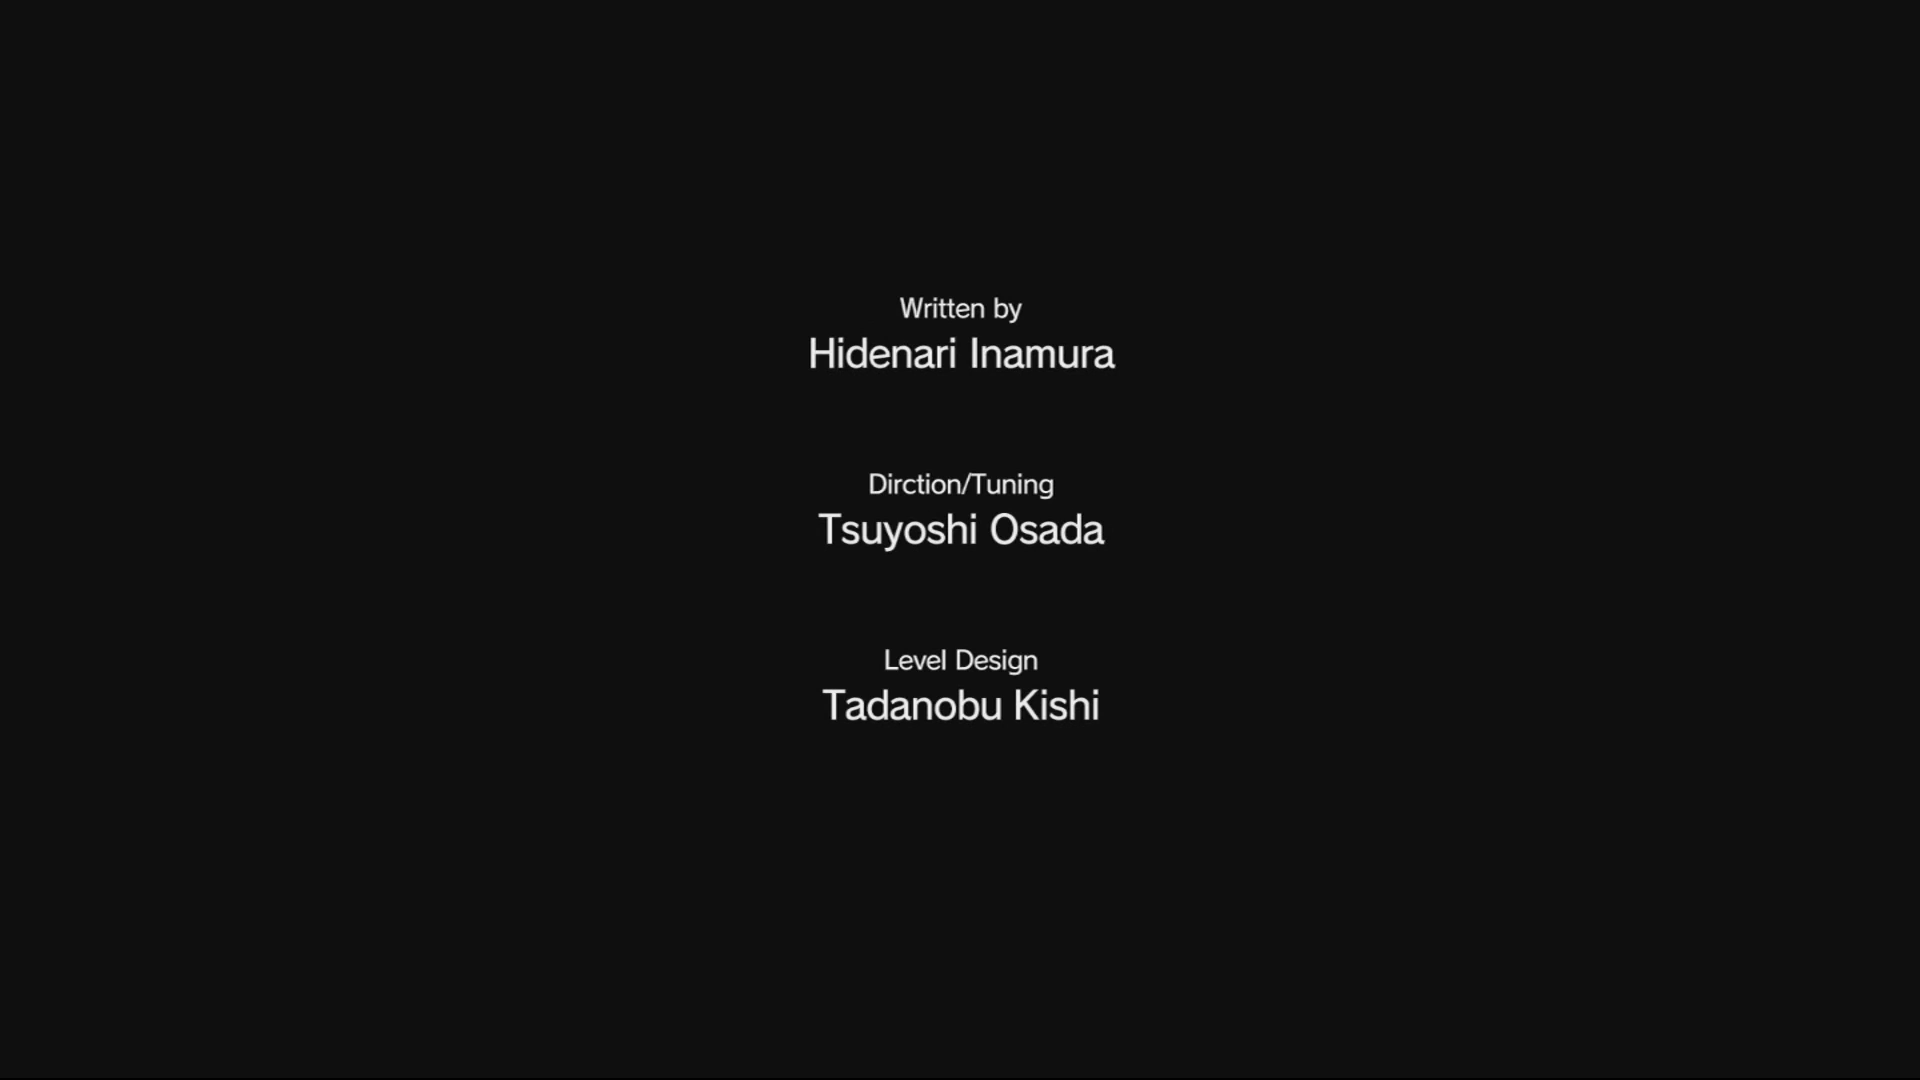 Written by
Hidenari Inamura
Dirction/Tuning
Tsuyoshi Osada
Level Design
Tadanobu Kishi